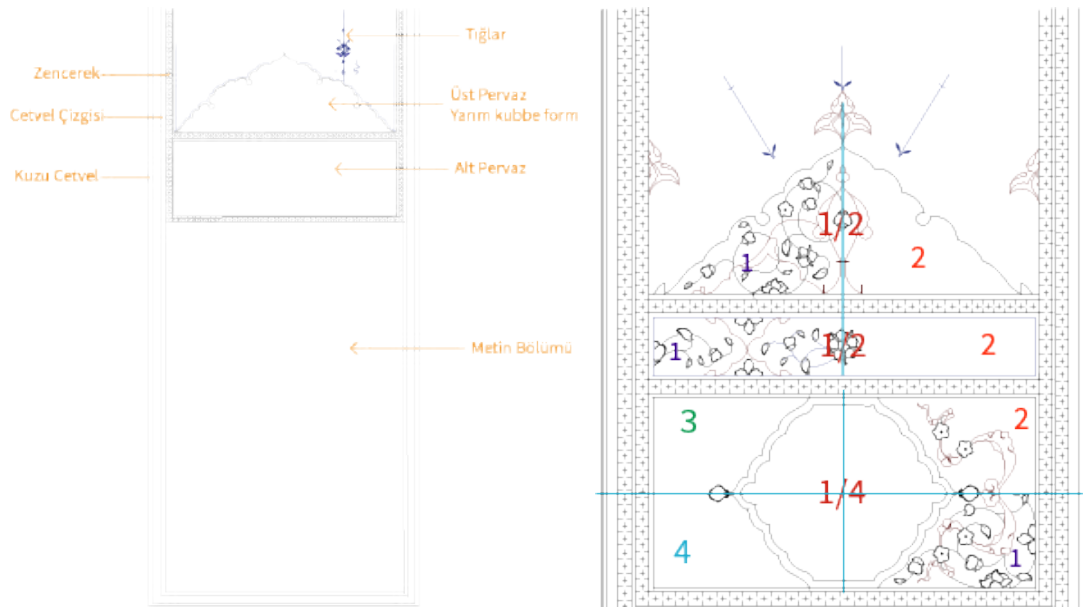 Tığlar
Zencerek
Üst Pervaz
Yarım kubbe form
Cetvel Çizgisi
Alt Pervaz
Kuzu Cetvel
Metin Bölümü
1/2
1
2
1/2
1
2
3
2
1/4
4
1